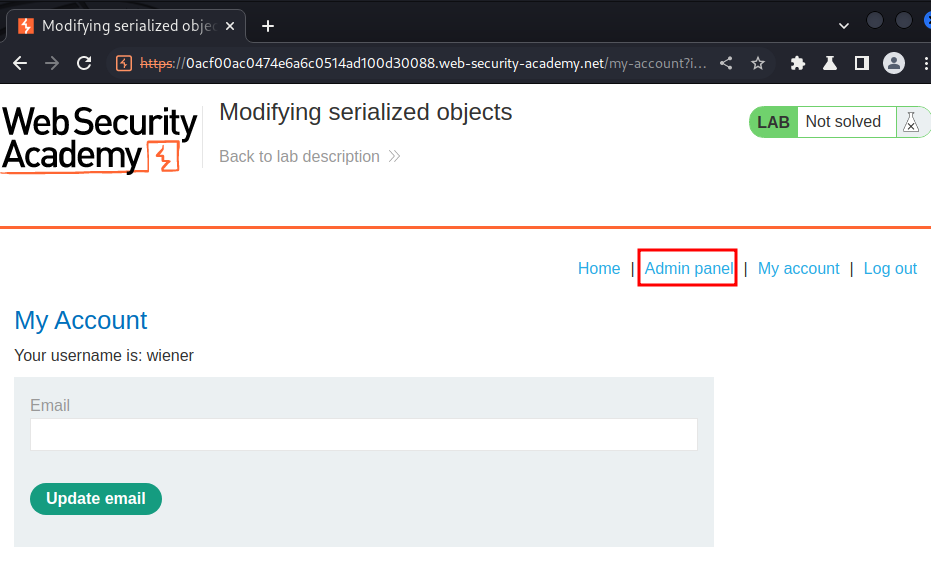 Modifying serialized objec
https://0acf00ac0474e6a6c0514ad100d30088.web-security-academy.net/my-account?i…
WebSecurity
Academy
Modifying serialized objects
Back to lab description
LAB Not solved
Home | Admin panel | My account | Log out
My Account
Your username is: wiener
Email
Update email